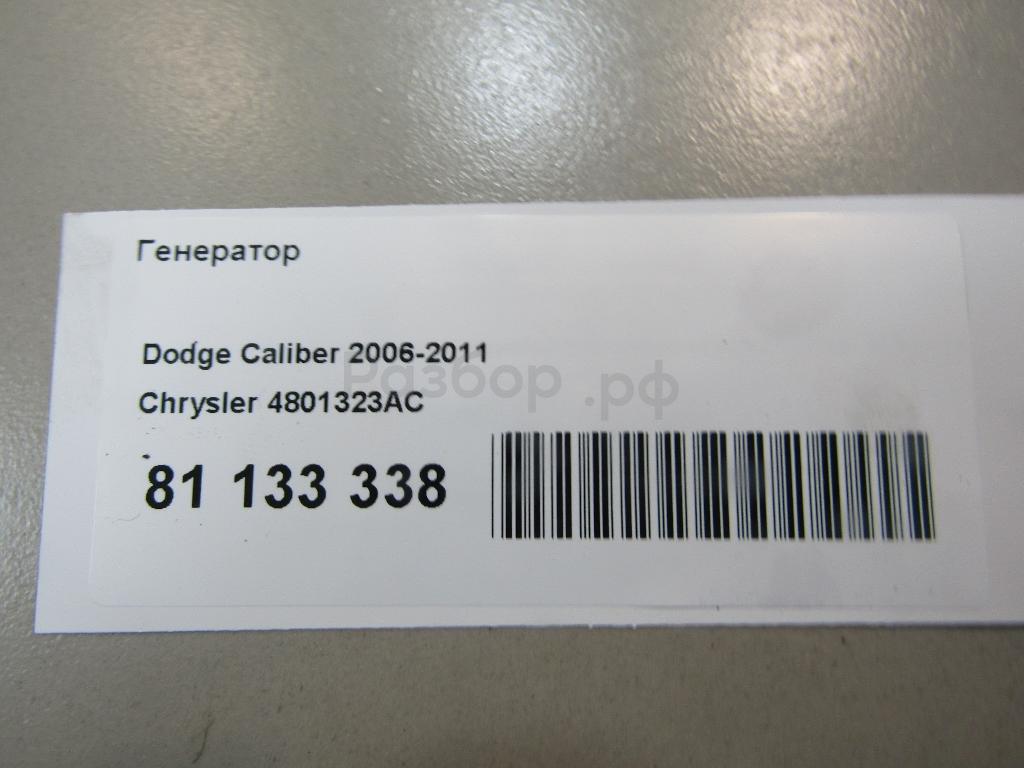 Генератор
Dodge Caliber 2006-2011
Разбор.рф
Chrysler 4801323AC
81 133 338